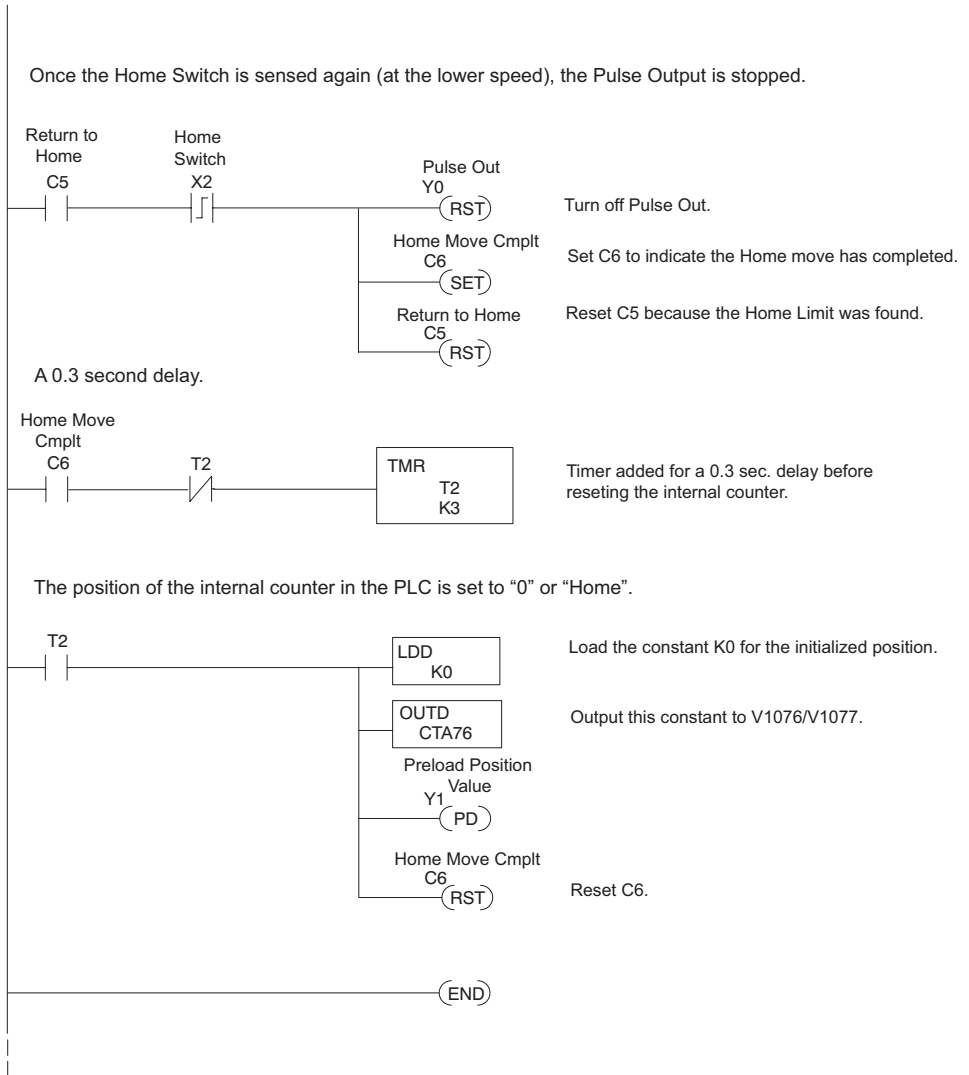 Once the Home Switch is sensed again (at the lower speed), the Pulse Output is stopped.
Return to
Home
C5
Home
Switch
X2
Pulse Out
Y0
RST
Turn off Pulse Out.
Home Move Cmplt
C6
SET
Set C6 to indicate the Home move has completed.
Return to Home
C5
RST
Reset C5 because the Home Limit was found.
A 0.3 second delay.
Home Move
Cmplt
C6
T2
TMR
T2
K3
Timer added for a 0.3 sec. delay before
reseting the internal counter.
The position of the internal counter in the PLC is set to “0” or “Home”.
T2
LDD
K0
Load the constant K0 for the initialized position.
OUTD
CTA76
Output this constant to V1076/V1077.
Preload Position
Value
Y1
PD
Home Move Cmplt
C6
RST
Reset C6.
END